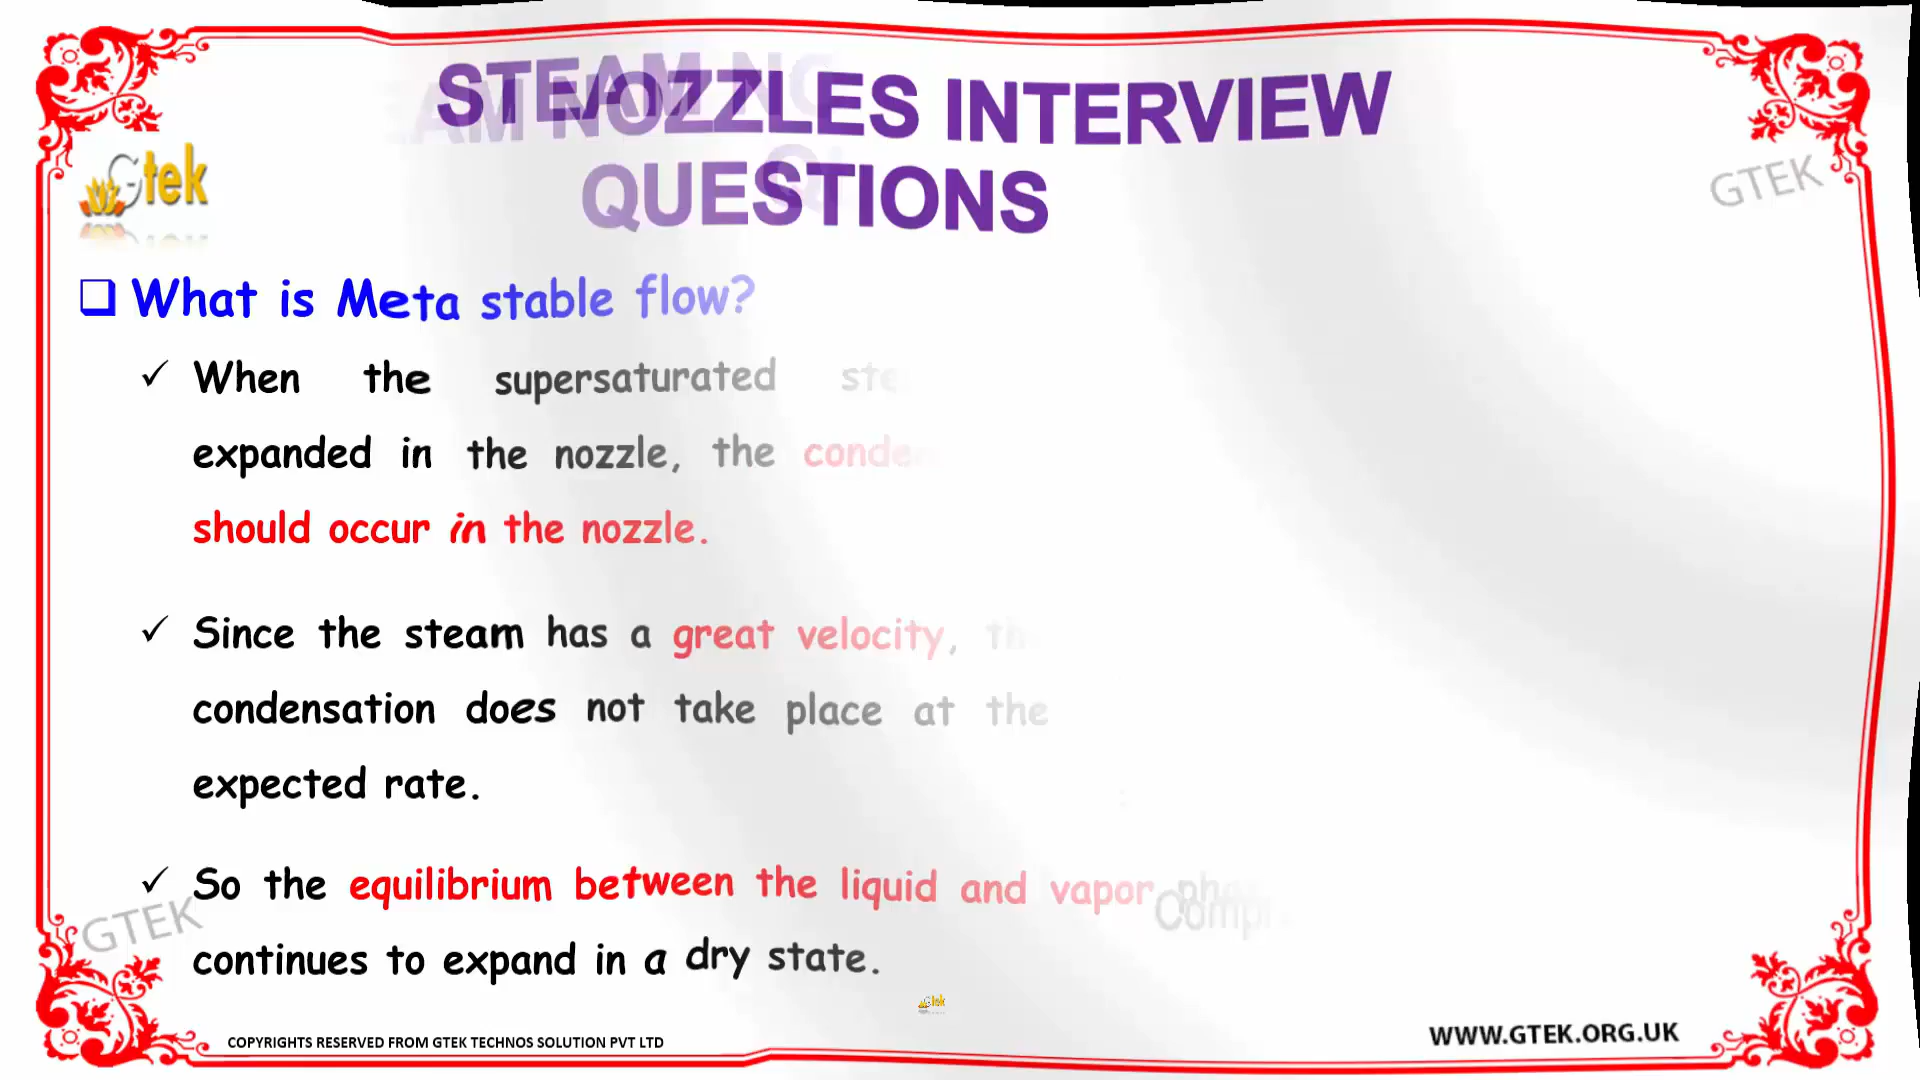 STEAM NOZZLES INTERVIEW
QUESTIONS
Gtek
GTEK
What is Meta stable flow?
When the supersaturated
expanded in the nozzle, the
should occur in the nozzle.
Since the steam has a great velocity,
condensation does not take place at the
expected rate.
So the equilibrium between the liquid and vapor
GTEK
continues to expand in a dry state.
COPYRIGHTS RESERVED FROM GTEK TECHNOS SOLUTION PVT LTD
WWW.GTEK.ORG.UK